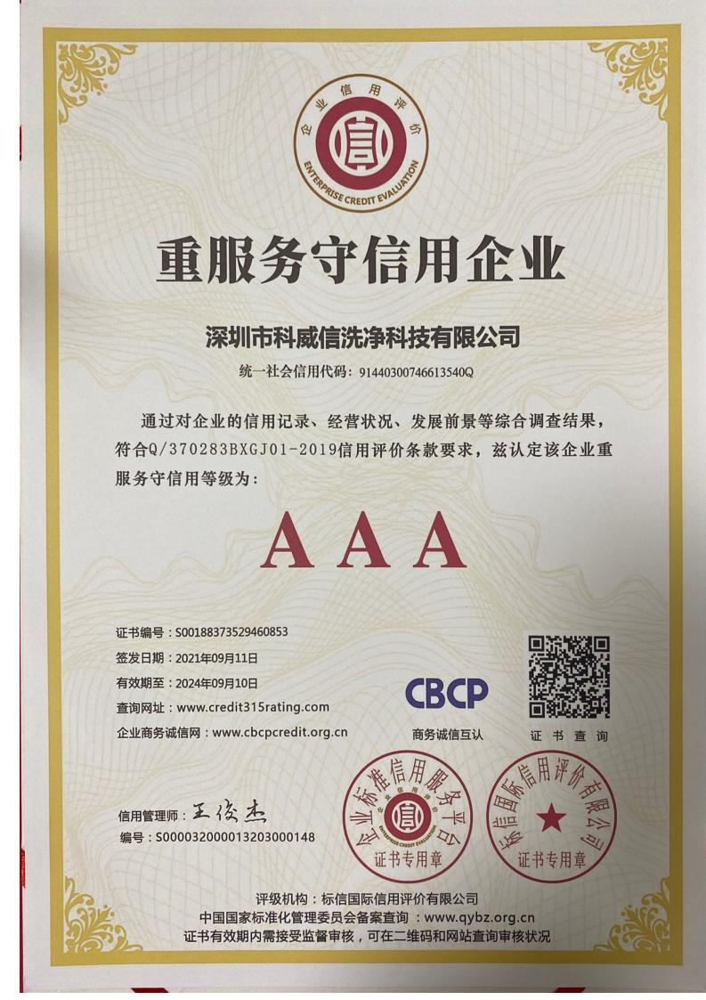 企业信用评价
信
ENTERPRISE CREDIT EVALUATION
重服务守信用企业
深圳市科威信洗净科技有限公司
统一社会信用代码：91440300746613540Q
通过对企业的信用记录、经营状况、发展前景等综合调查结果，
符合Q/370283BXGJ01-2019信用评价条款要求，兹认定该企业重
服务守信用等级为：
AAA
证书编号：S00188373529460853
签发日期：2021年09月11日
有效期至：2024年09月10日
查询网址：www.credit315rating.com
企业商务诚信网：www.cbcpcredit.org.cn
CBCP
商务诚信互认
证书查询
信用管理师：王俊杰
编号：S000032000013203000148
企业标准信用服务平台
企业信用评价
信
ENTERPRISE CREDIT EVALUATION
证书专用章
标信国际信用评价有限公司
证书专用章
评级机构：标信国际信用评价有限公司
中国国家标准化管理委员会备案查询：www.qybz.org.cn
证书有效期内需接受监督审核，可在二维码和网站查询审核状况